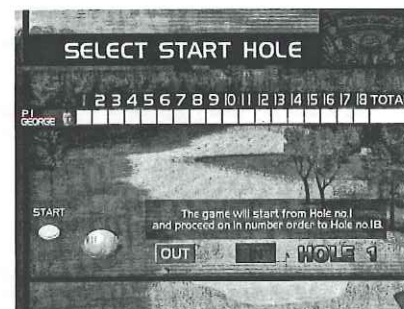 SELECT START HOLE
1 2 3 4 5 6 7 8 9 10 11 12 13 14 15 16 17 18 TOTA
P1
GEORGE
START
The game will start from Hole no.1
and proceed on in number order to Hole no.18.
OUT
HOLE 1